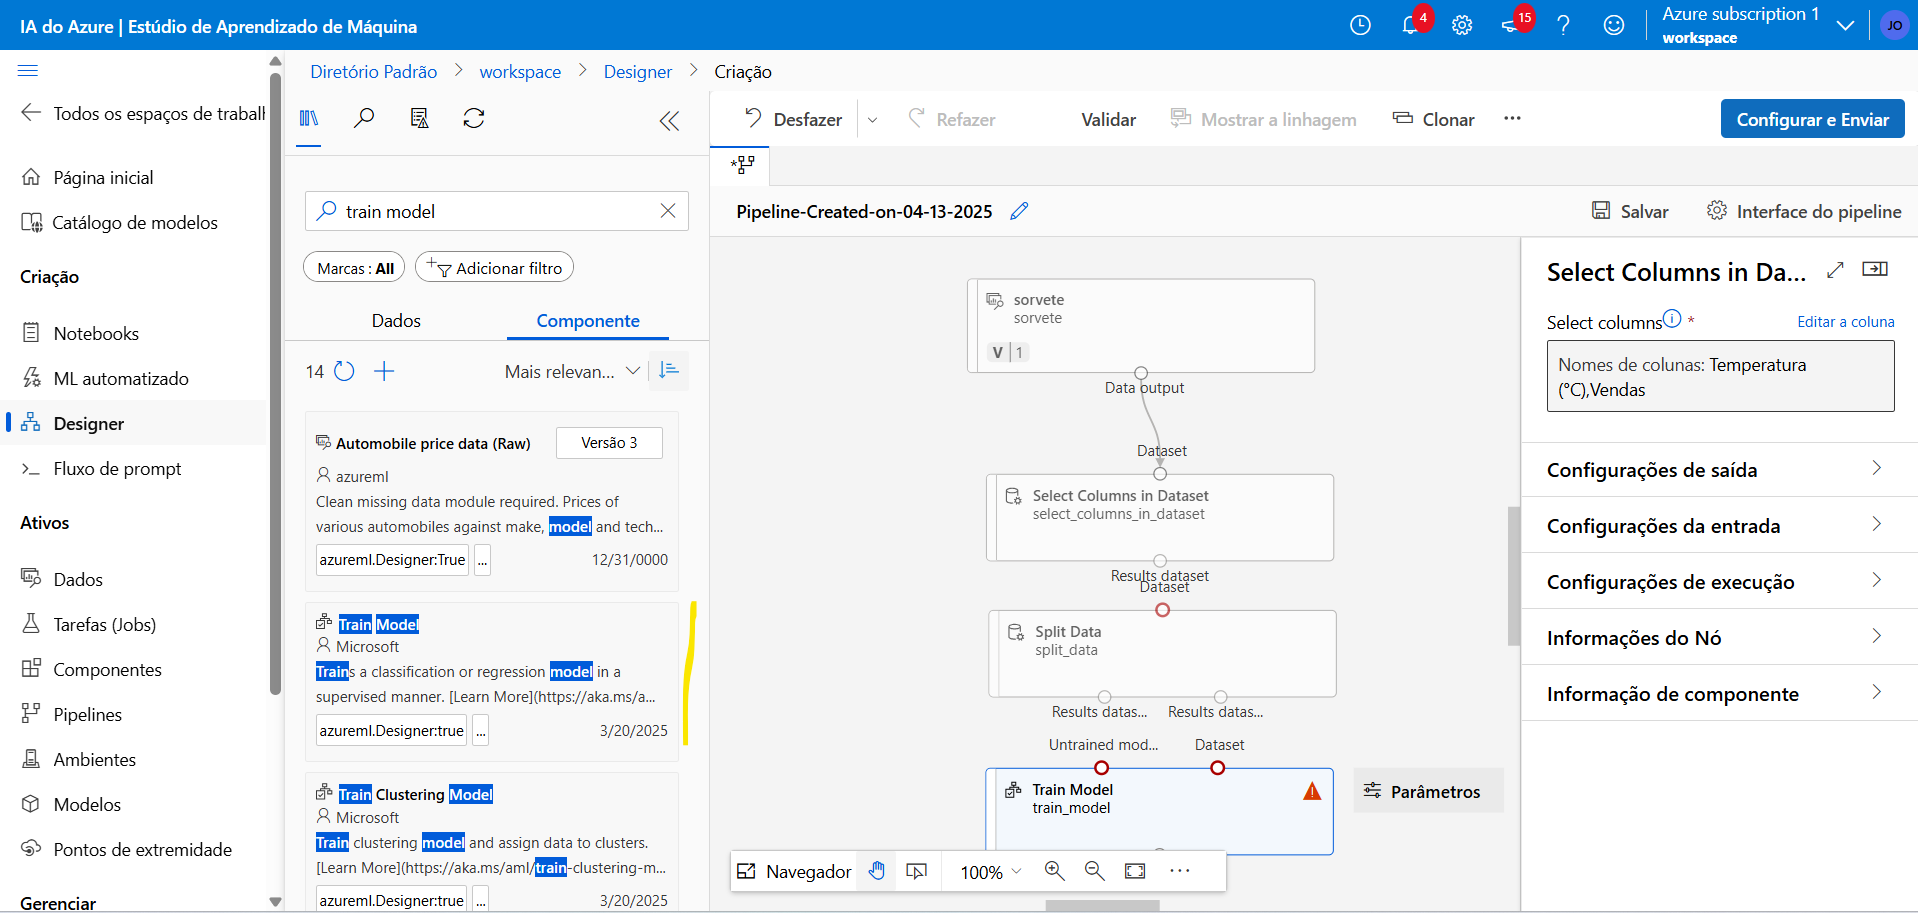 IA do Azure | Estúdio de Aprendizado de Máquina
4
15
Azure subscription 1
workspace
JO
Todos os espaços de trabalh
Página inicial
Catálogo de modelos
Criação
Notebooks
ML automatizado
Designer
Fluxo de prompt
Ativos
Dados
Tarefas (Jobs)
Componentes
Pipelines
Ambientes
Modelos
Pontos de extremidade
Gerenciar
Diretório Padrão > workspace > Designer > Criação
train model
Marcas : All
Adicionar filtro
Dados
Componente
14
Mais relevan...
Automobile price data (Raw)
Versão 3
azureml
Clean missing data module required. Prices of
various automobiles against make, model and tech...
azureml.Designer:True
...
12/31/0000
Train Model
Microsoft
Trains a classification or regression model in a
supervised manner. [Learn More](https://aka.ms/a...
azureml.Designer:true
...
3/20/2025
Train Clustering Model
Microsoft
Train clustering model and assign data to clusters.
[Learn More](https://aka.ms/aml/train-clustering-m...
azureml.Designer:true
...
3/20/2025
Desfazer
Refazer
Validar
Mostrar a linhagem
Clonar
Configurar e Enviar
Pipeline-Created-on-04-13-2025
Salvar
Interface do pipeline
sorvete
sorvete
V | 1
Data output
Dataset
Select Columns in Dataset
select_columns_in_dataset
Results dataset
Dataset
Split Data
split_data
Results datas...
Results datas...
Untrained mod...
Dataset
Train Model
train_model
Parâmetros
Navegador
100%
Select Columns in Da...
Select columns *
Editar a coluna
Nomes de colunas: Temperatura
(°C),Vendas
Configurações de saída
Configurações da entrada
Configurações de execução
Informações do Nó
Informação de componente